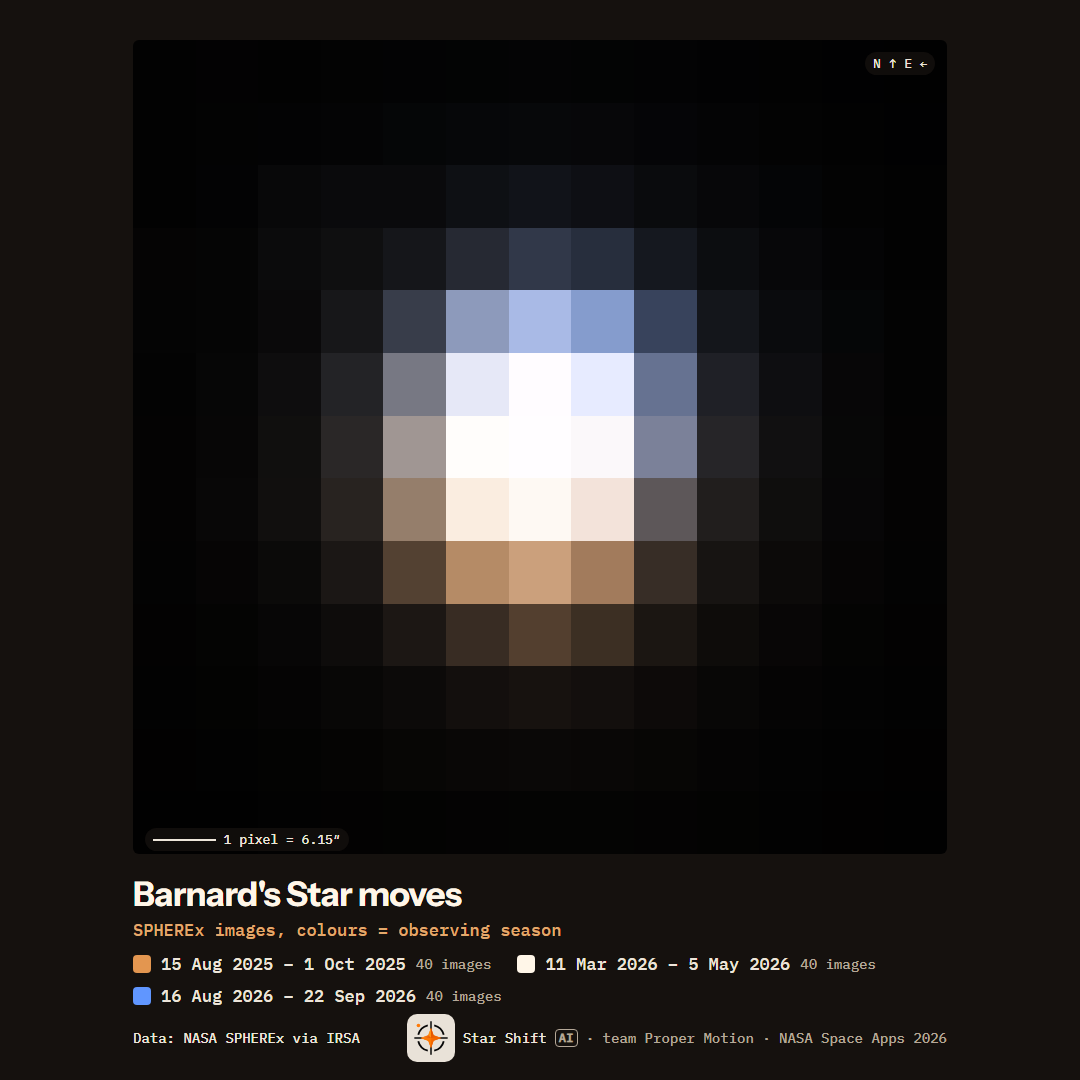 N ↑ E ←
1 pixel = 6.15″
Barnard's Star moves
SPHEREx images, colours = observing season
15 Aug 2025 – 1 Oct 2025 40 images 11 Mar 2026 – 5 May 2026 40 images
16 Aug 2026 – 22 Sep 2026 40 images
Data: NASA SPHEREx via IRSA Star Shift AI · team Proper Motion · NASA Space Apps 2026